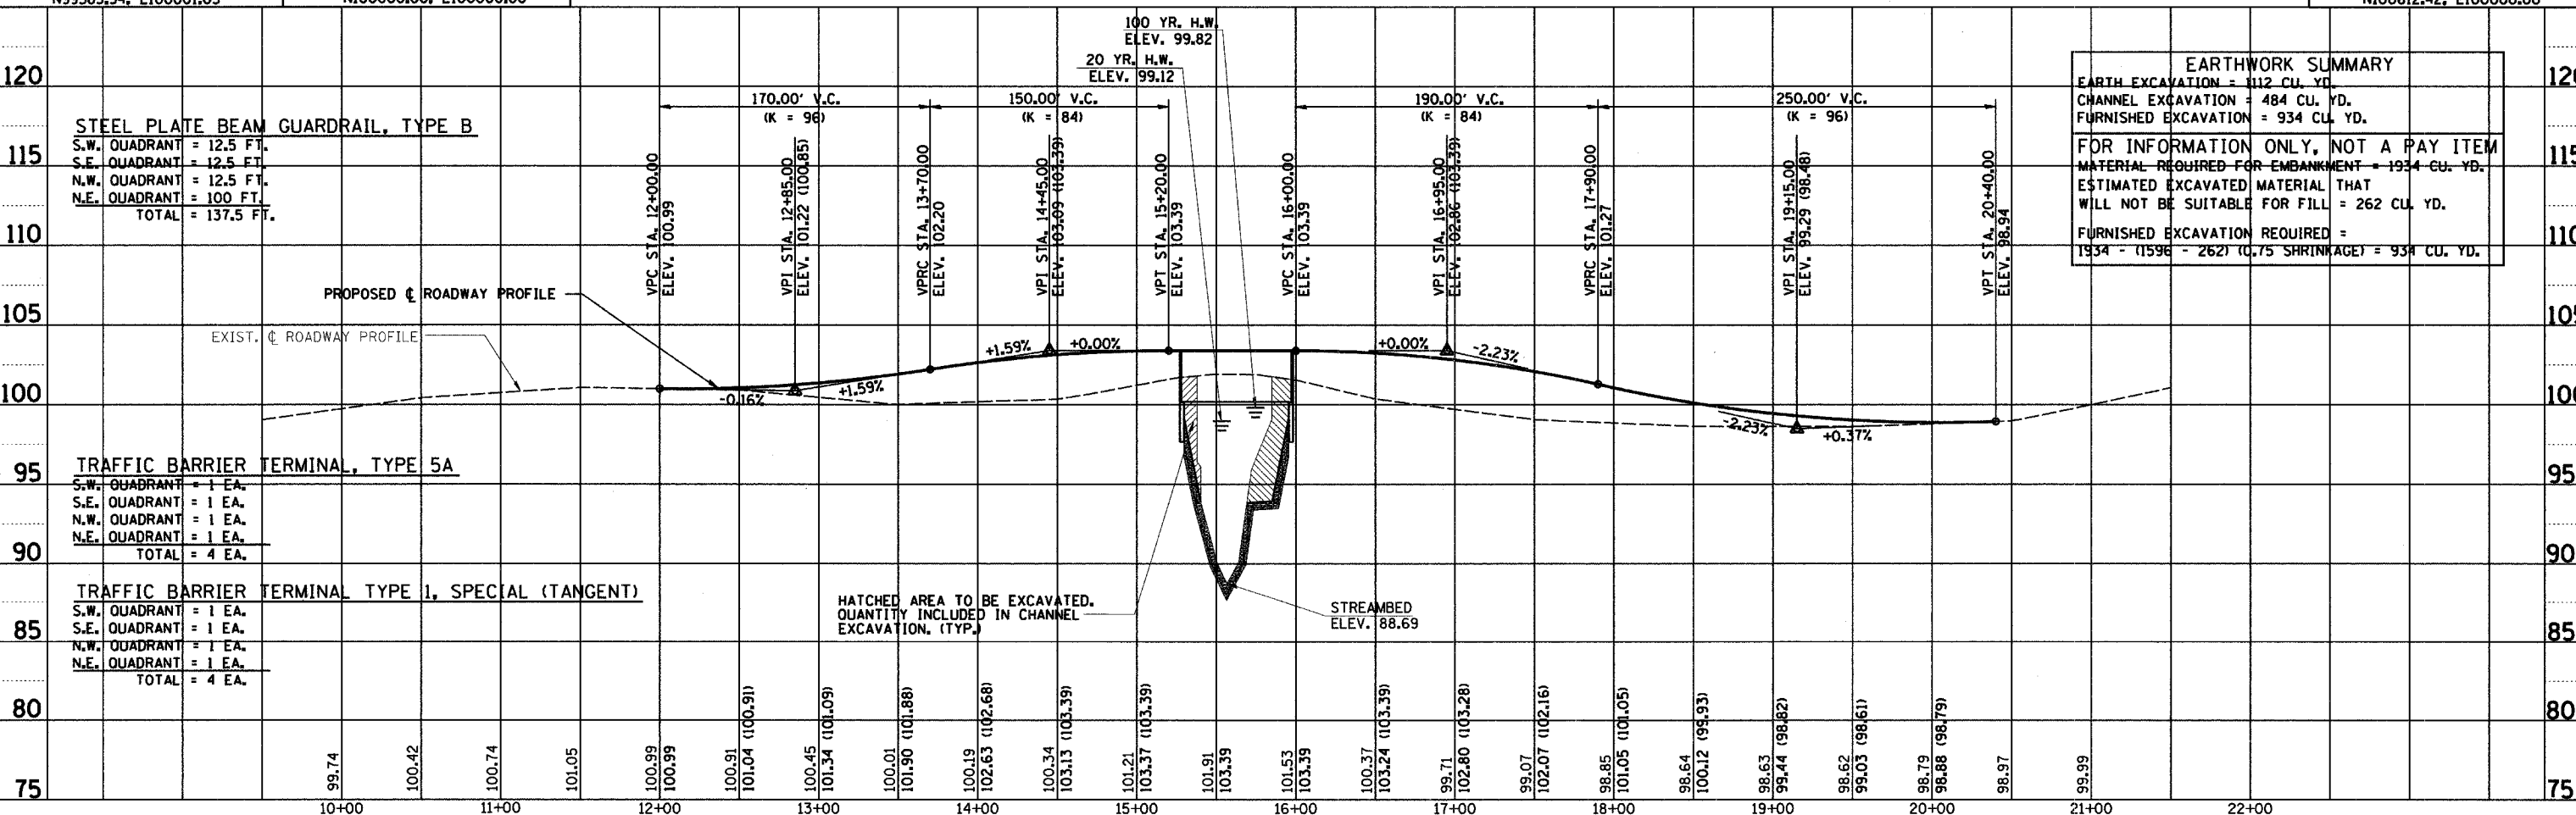 100 YR. H.W.
ELEV. 99.82
20 YR. H.W.
ELEV. 99.12
120
115
110
105
100
95
90
85
80
75
STEEL PLATE BEAM GUARDRAIL, TYPE B
S.W. QUADRANT = 12.5 FT.
S.E. QUADRANT = 12.5 FT.
N.W. QUADRANT = 12.5 FT.
N.E. QUADRANT = 100 FT.
TOTAL = 137.5 FT.
170.00' V.C.
(K = 96)
150.00' V.C.
(K = 84)
190.00' V.C.
(K = 84)
250.00' V.C.
(K = 96)
VPC STA. 12+00.00
ELEV. 100.99
VPI STA. 12+85.00
ELEV. 101.22 (100.85)
VPRC STA. 13+70.00
ELEV. 102.20
VPI STA. 14+45.00
ELEV. 103.09 (103.39)
VPT STA. 15+20.00
ELEV. 103.39
VPC STA. 16+00.00
ELEV. 103.39
VPI STA. 16+95.00
ELEV. 102.86 (103.39)
VPRC STA. 17+90.00
ELEV. 101.27
VPI STA. 19+15.00
ELEV. 99.29 (98.48)
VPT STA. 20+40.00
ELEV. 98.94
EARTHWORK SUMMARY
EARTH EXCAVATION = 1112 CU. YD.
CHANNEL EXCAVATION = 484 CU. YD.
FURNISHED EXCAVATION = 934 CU. YD.
FOR INFORMATION ONLY, NOT A PAY ITEM
MATERIAL REQUIRED FOR EMBANKMENT = 1934 CU. YD.
ESTIMATED EXCAVATED MATERIAL THAT
WILL NOT BE SUITABLE FOR FILL = 262 CU. YD.
FURNISHED EXCAVATION REQUIRED =
1934 - (1596 - 262) (0.75 SHRINKAGE) = 934 CU. YD.
PROPOSED ℄ ROADWAY PROFILE
EXIST. ℄ ROADWAY PROFILE
-0.16%
+1.59%
+1.59%
+0.00%
+0.00%
-2.23%
-2.23%
+0.37%
TRAFFIC BARRIER TERMINAL, TYPE 5A
S.W. QUADRANT = 1 EA.
S.E. QUADRANT = 1 EA.
N.W. QUADRANT = 1 EA.
N.E. QUADRANT = 1 EA.
TOTAL = 4 EA.
TRAFFIC BARRIER TERMINAL TYPE 1, SPECIAL (TANGENT)
S.W. QUADRANT = 1 EA.
S.E. QUADRANT = 1 EA.
N.W. QUADRANT = 1 EA.
N.E. QUADRANT = 1 EA.
TOTAL = 4 EA.
HATCHED AREA TO BE EXCAVATED.
QUANTITY INCLUDED IN CHANNEL
EXCAVATION. (TYP.)
STREAMBED
ELEV. 88.69
99.74
100.42
100.74
101.05
100.99
100.99
100.91
101.04 (100.91)
100.45
101.34 (101.09)
100.01
101.90 (101.88)
100.19
102.63 (102.68)
100.34
103.13 (103.39)
101.21
103.37 (103.39)
101.91
103.39
101.53
103.39
100.37
103.24 (103.39)
99.71
102.80 (103.28)
99.07
102.07 (102.16)
98.85
101.05 (101.05)
98.64
100.12 (99.93)
98.63
99.44 (98.82)
98.62
99.03 (98.61)
98.79
98.88 (98.79)
98.97
99.99
10+00
11+00
12+00
13+00
14+00
15+00
16+00
17+00
18+00
19+00
20+00
21+00
22+00
95
90
85
80
75